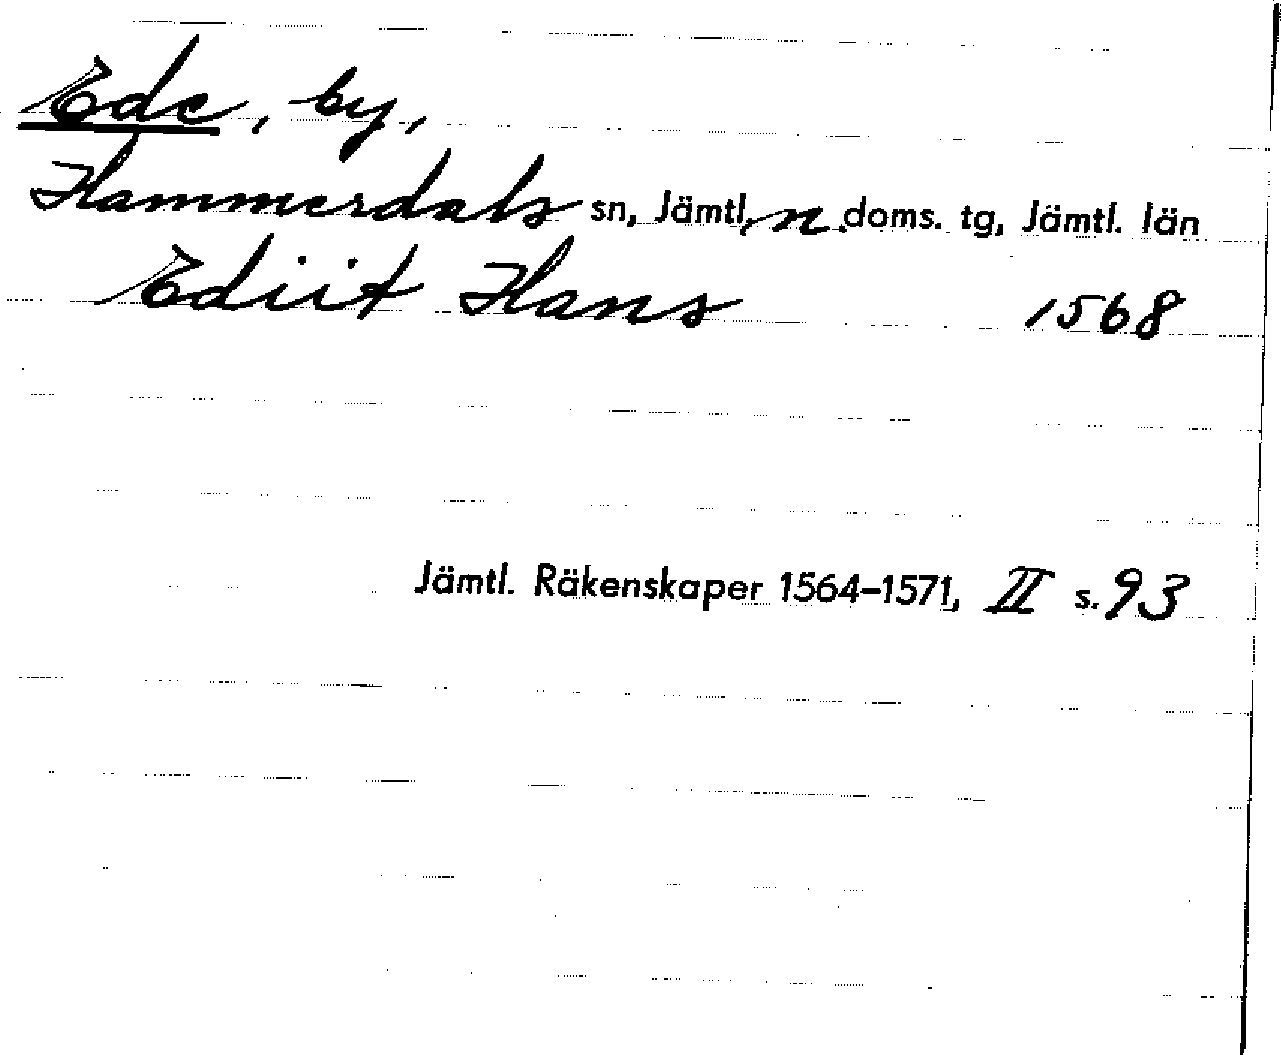 Ede, by,
Hammerdals sn, Jämtl. n. doms. tg, Jämtl. län
Ediit Hans 1568
Jämtl. Räkenskaper 1564–1571, II s. 93